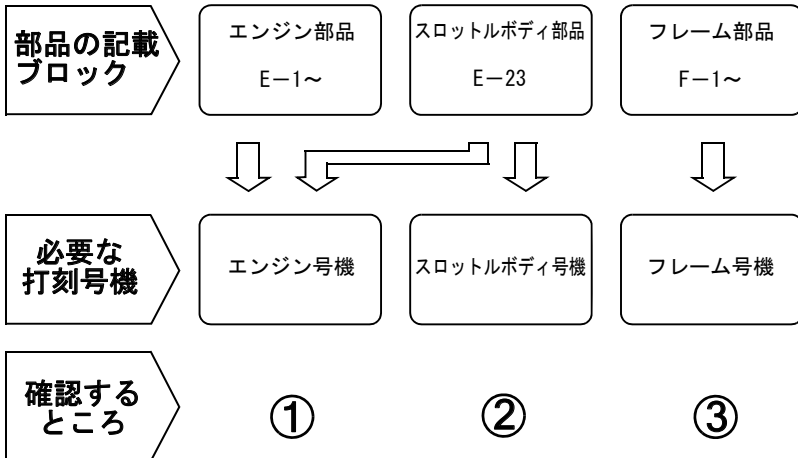 部品の記載
ブロック
エンジン部品
E－1～
スロットルボディ部品
E－23
フレーム部品
F－1～
必要な
打刻号機
エンジン号機
スロットルボディ号機
フレーム号機
確認する
ところ
①
②
③